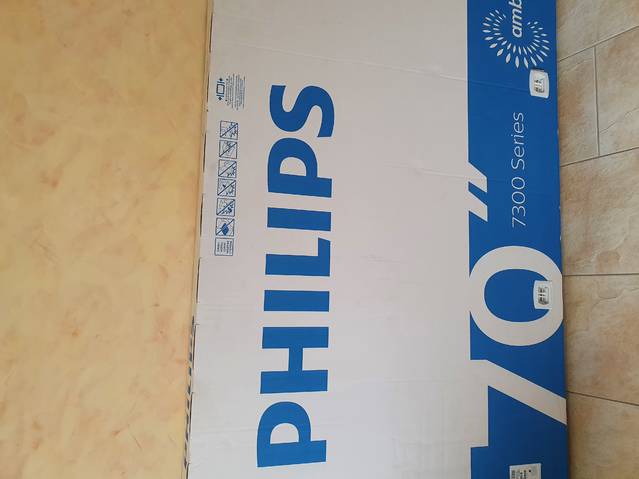 PHILIPS
amb
7300 Series
70"